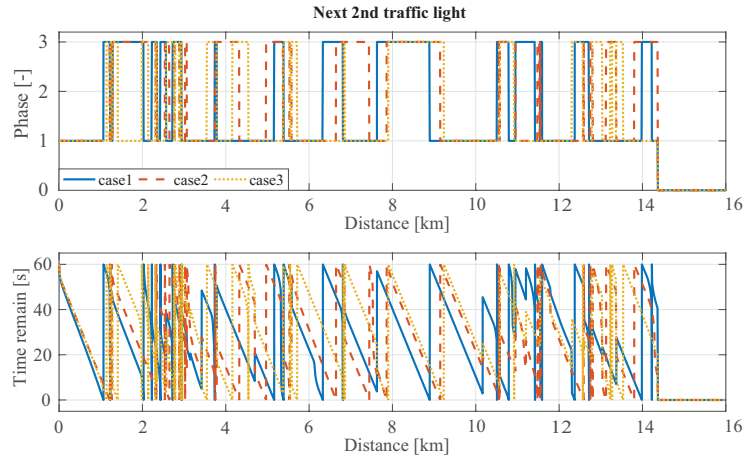 Next 2nd traffic light
Phase [-]
3
2
1
0
case1 case2 case3
0 2 4 6 8 10 12 14 16
Distance [km]
Time remain [s]
60
40
20
0
0 2 4 6 8 10 12 14 16
Distance [km]